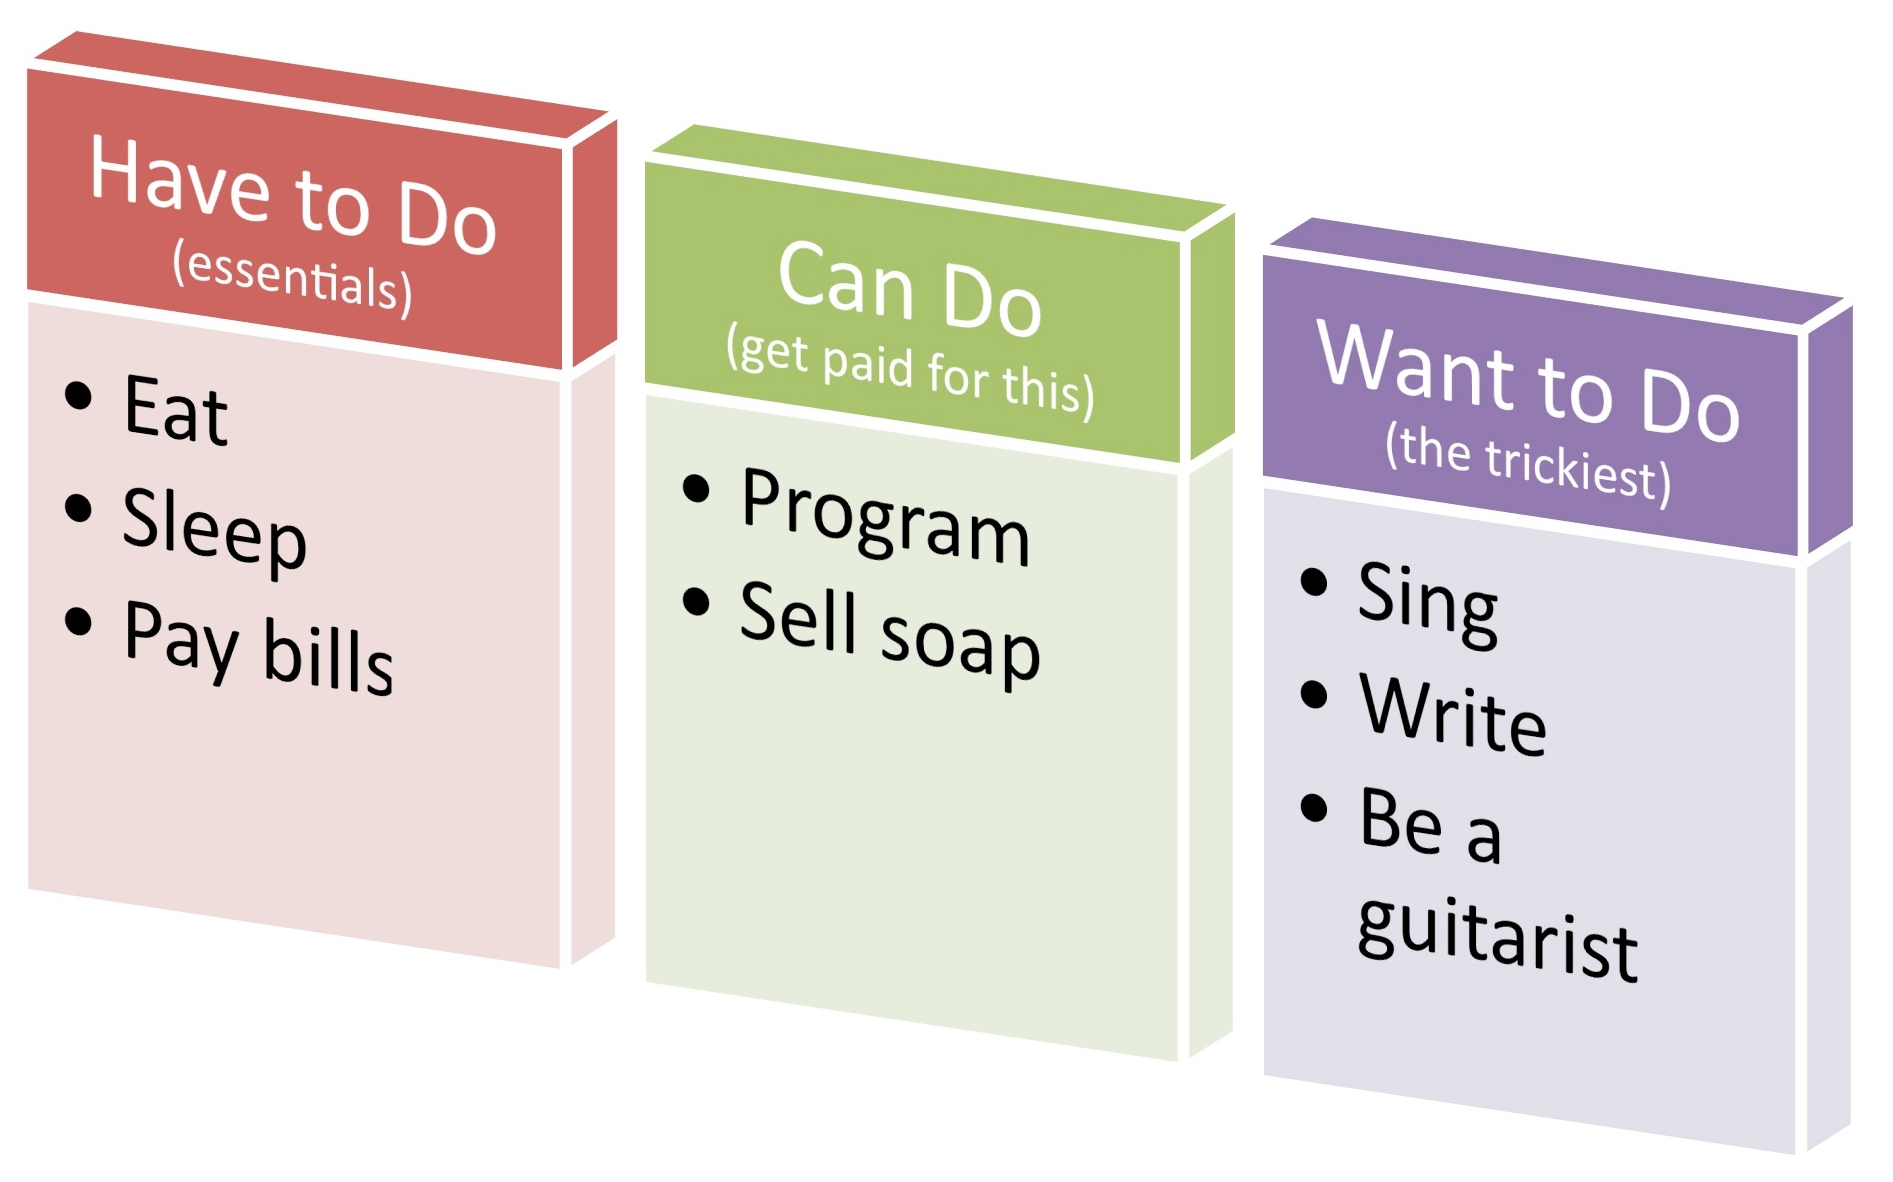 Have to Do
(essentials)
• Eat
• Sleep
• Pay bills
Can Do
(get paid for this)
• Program
• Sell soap
Want to Do
(the trickiest)
• Sing
• Write
• Be a
guitarist